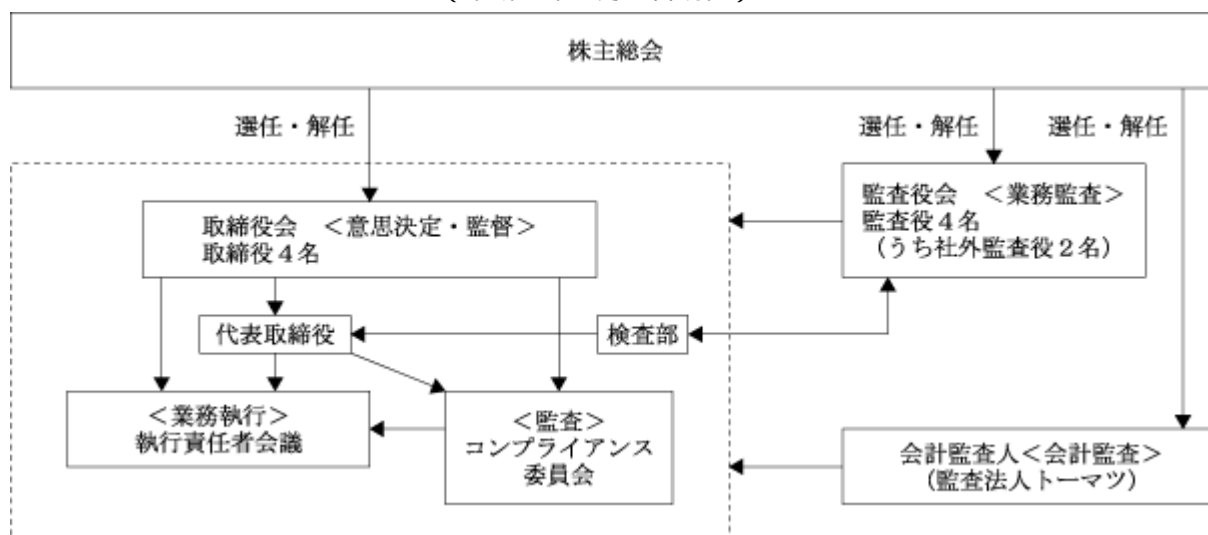 株主総会
選任・解任
選任・解任
選任・解任
取締役会 <意思決定・監督>
取締役4名
監査役会 <業務監査>
監査役4名
(うち社外監査役2名)
代表取締役
検査部
<業務執行>
執行責任者会議
<監査>
コンプライアンス
委員会
会計監査人<会計監査>
(監査法人トーマツ)